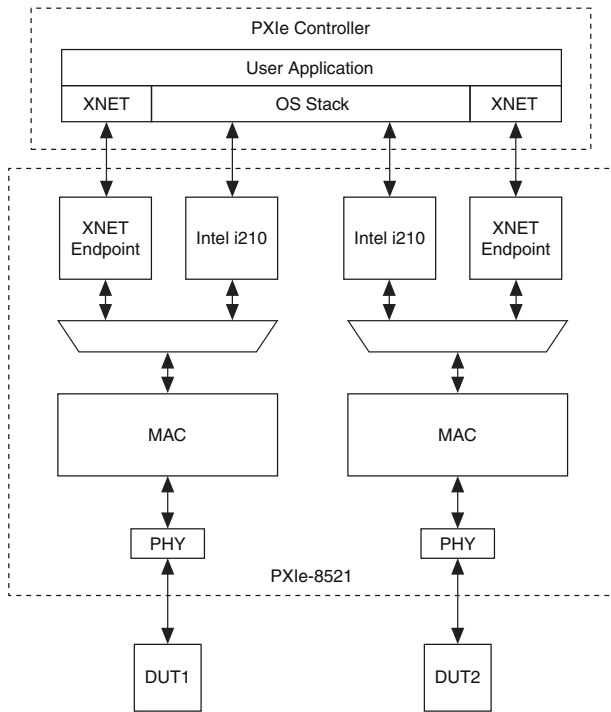 PXIe Controller
User Application
XNET
OS Stack
XNET
XNET
Endpoint
Intel i210
Intel i210
XNET
Endpoint
MAC
MAC
PHY
PHY
PXIe-8521
DUT1
DUT2